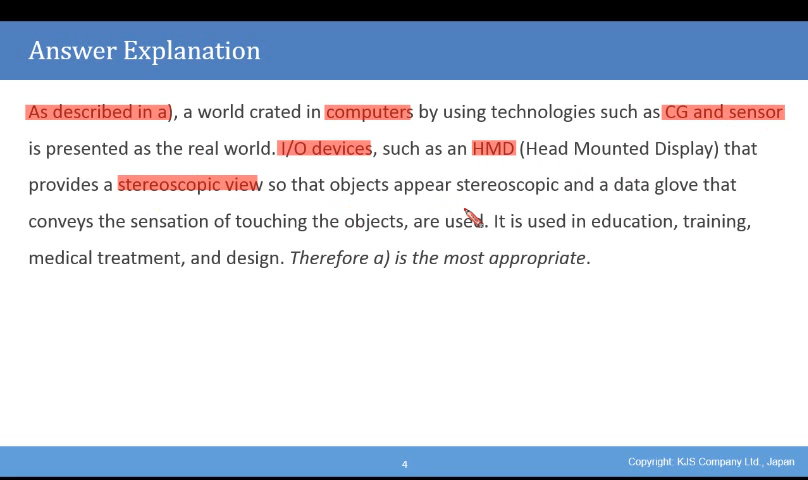 Answer Explanation
As described in a), a world crated in computers by using technologies such as CG and sensor
is presented as the real world. I/O devices, such as an HMD (Head Mounted Display) that
provides a stereoscopic view so that objects appear stereoscopic and a data glove that
conveys the sensation of touching the objects, are used. It is used in education, training,
medical treatment, and design. Therefore a) is the most appropriate.
4
Copyright: KJS Company Ltd., Japan